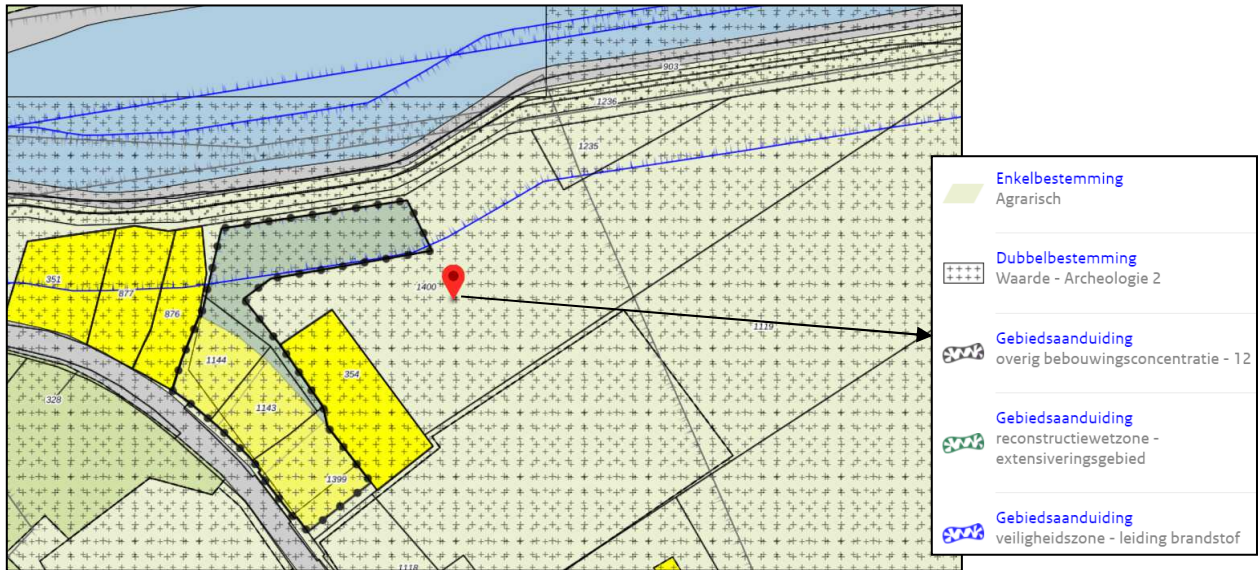 903
1236
1235
351
877
876
1400
1119
1144
354
328
1143
1399
1118
Enkelbestemming
Agrarisch
Dubbelbestemming
Waarde - Archeologie 2
Gebiedsaanduiding
overig bebouwingsconcentratie - 12
Gebiedsaanduiding
reconstructiewetzone -
extensiveringsgebied
Gebiedsaanduiding
veiligheidszone - leiding brandstof